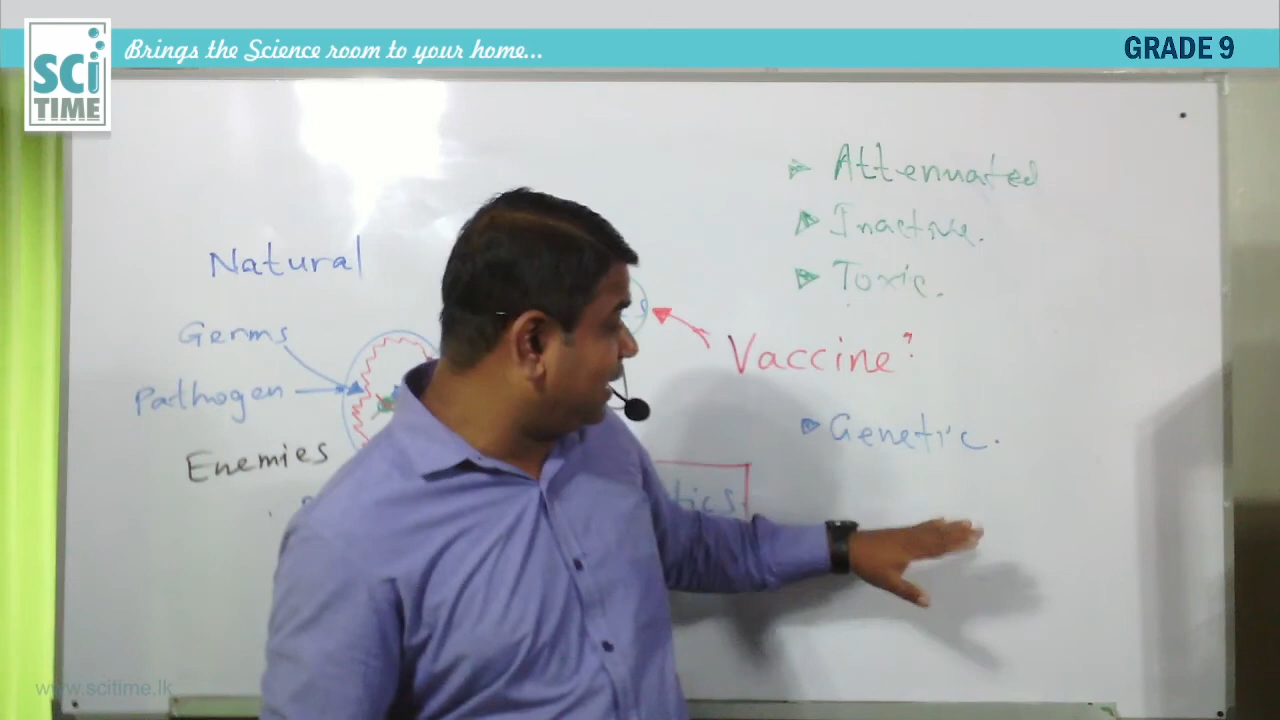 SCi
TIME
Brings the Science room to your home...
GRADE 9
Attenuated
Inactive.
Toxic.
Natural
Germs
Pathogen
Enemies
Vaccine?
Genetic.
tics
www.scitime.lk